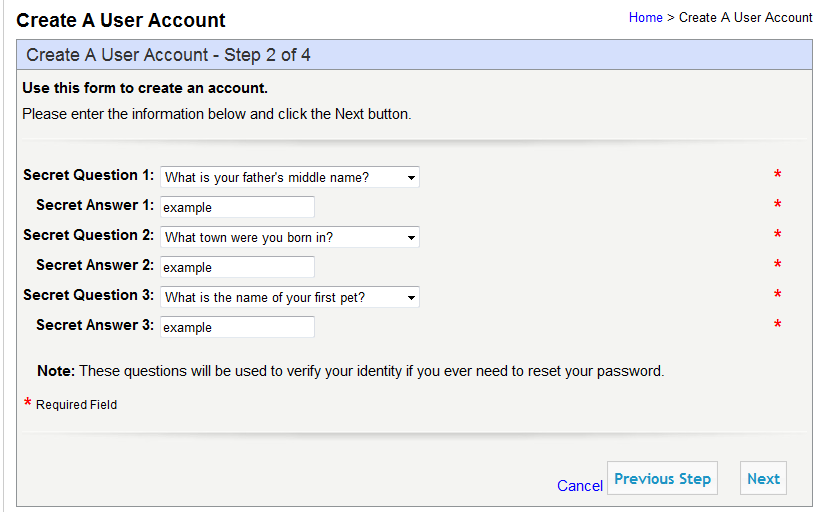 Create A User Account
Home > Create A User Account
Create A User Account - Step 2 of 4
Use this form to create an account.
Please enter the information below and click the Next button.
Secret Question 1: What is your father's middle name? *
Secret Answer 1: example *
Secret Question 2: What town were you born in? *
Secret Answer 2: example *
Secret Question 3: What is the name of your first pet? *
Secret Answer 3: example *
Note: These questions will be used to verify your identity if you ever need to reset your password.
* Required Field
Cancel Previous Step Next